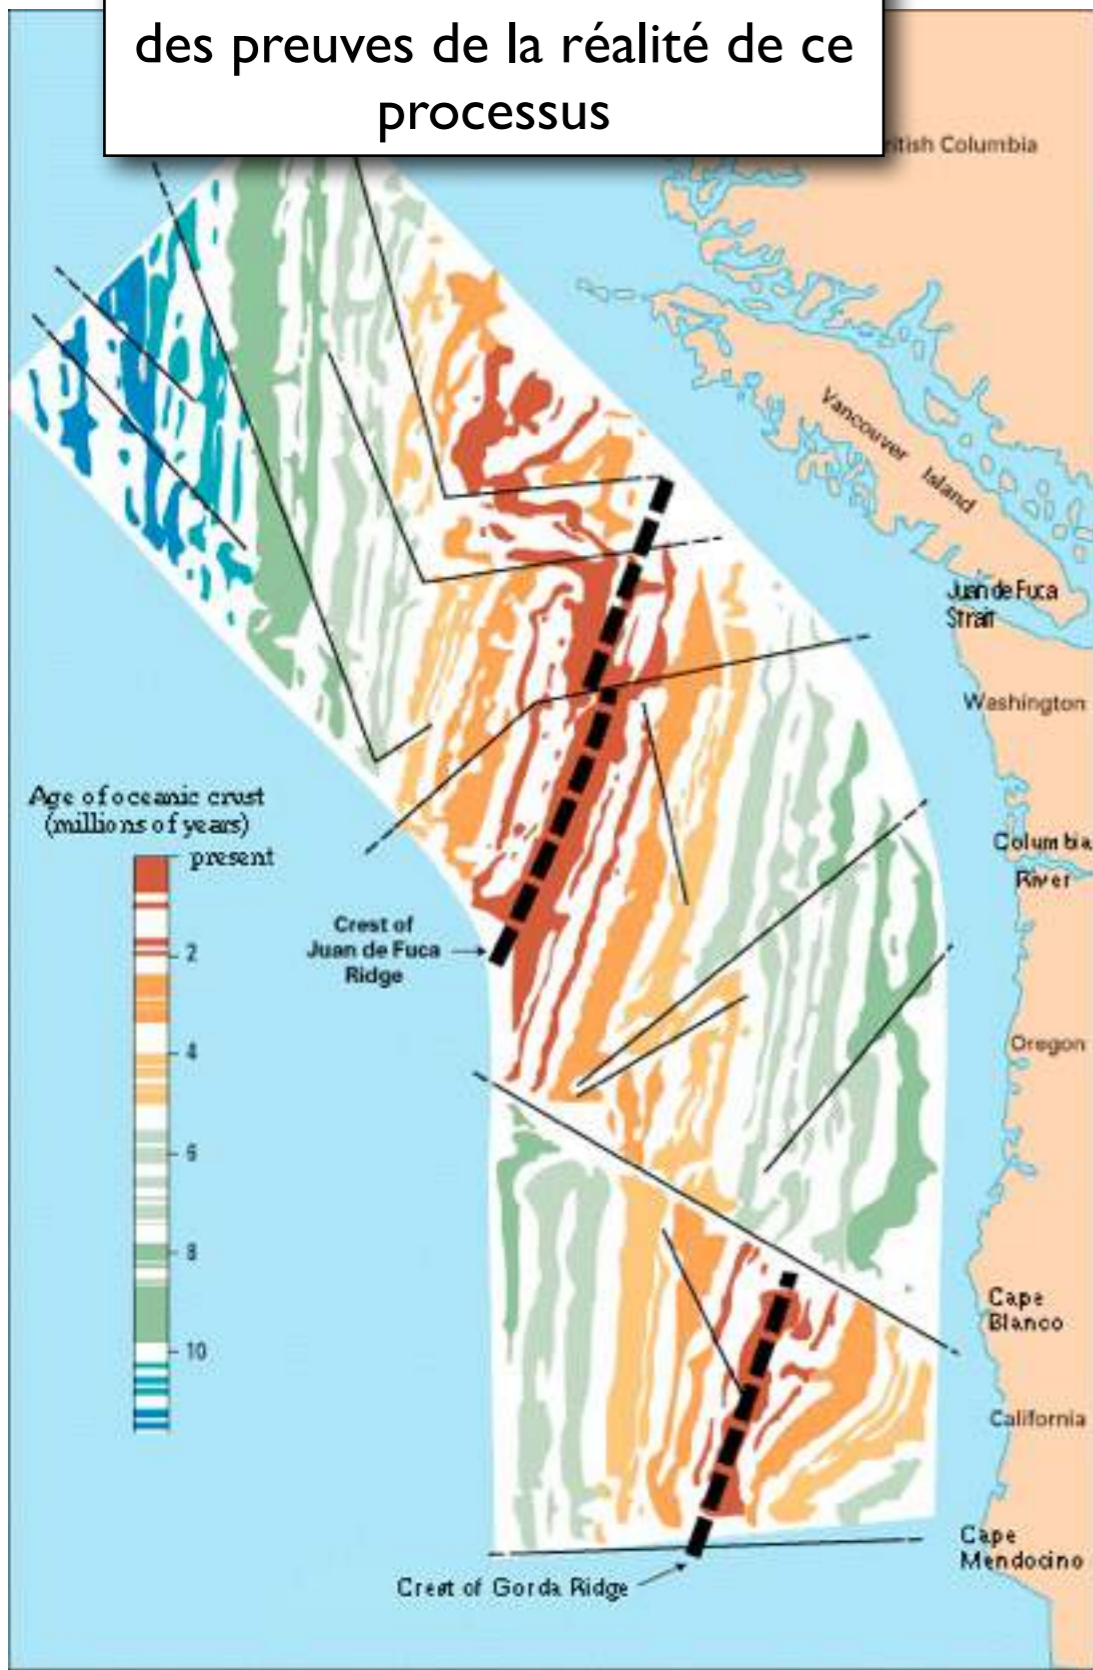 des preuves de la réalité de ce
processus
ritish Columbia
Vancouver Island
Juan de Fuca
Strait
Washington
Age of oceanic crust
(millions of years)
present
2
4
6
8
10
Columbia
River
Crest of
Juan de Fuca
Ridge
Oregon
Cape
Blanco
California
Cape
Mendocino
Crest of Gorda Ridge